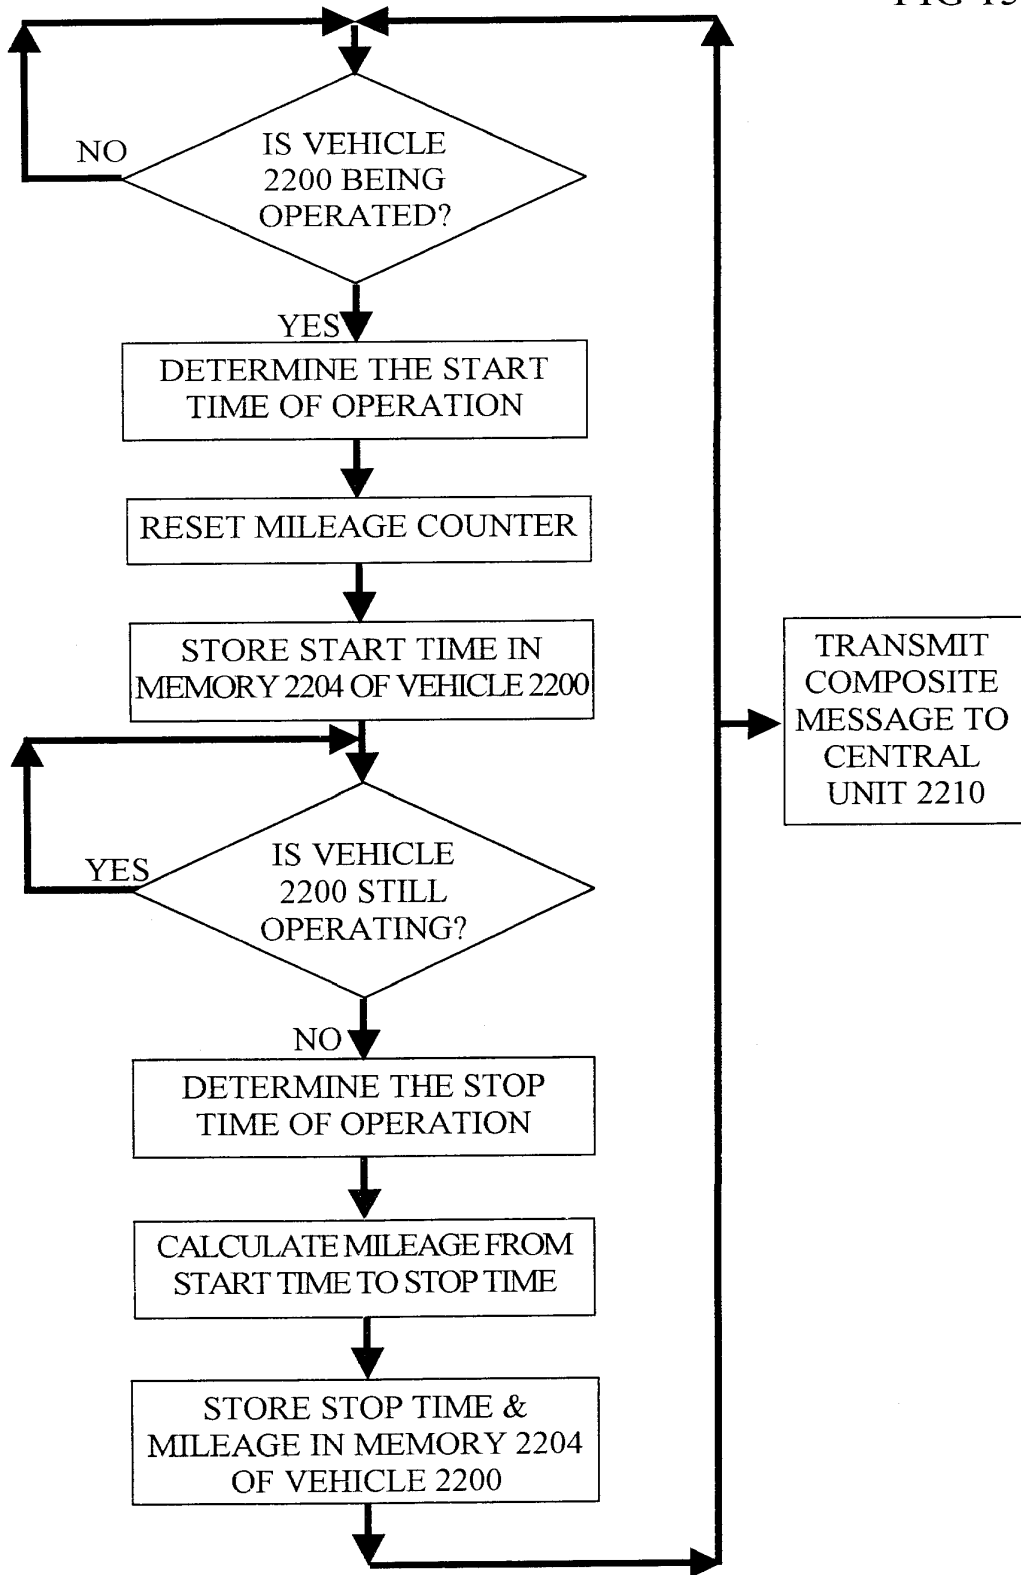 NO
IS VEHICLE
2200 BEING
OPERATED?
YES
DETERMINE THE START
TIME OF OPERATION
RESET MILEAGE COUNTER
STORE START TIME IN
MEMORY 2204 OF VEHICLE 2200
YES
IS VEHICLE
2200 STILL
OPERATING?
NO
DETERMINE THE STOP
TIME OF OPERATION
CALCULATE MILEAGE FROM
START TIME TO STOP TIME
STORE STOP TIME &
MILEAGE IN MEMORY 2204
OF VEHICLE 2200
TRANSMIT
COMPOSITE
MESSAGE TO
CENTRAL
UNIT 2210